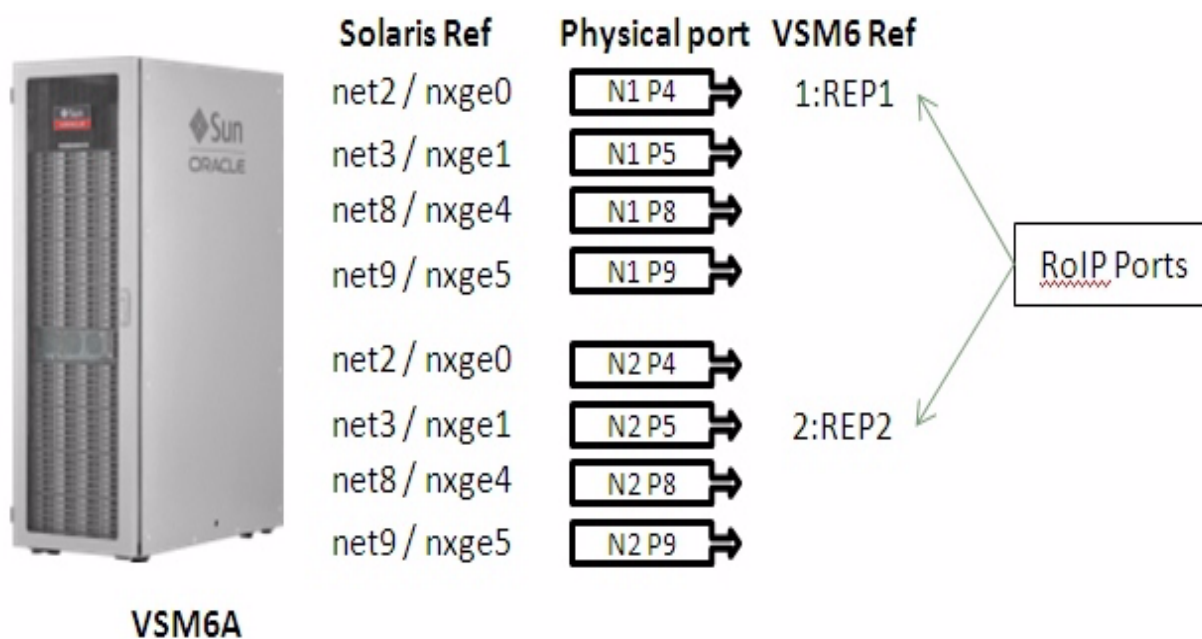 Solaris Ref Physical port VSM6 Ref
net2 / nxge0 N1 P4 1:REP1
net3 / nxge1 N1 P5
net8 / nxge4 N1 P8
net9 / nxge5 N1 P9
RoIP Ports
net2 / nxge0 N2 P4
net3 / nxge1 N2 P5 2:REP2
net8 / nxge4 N2 P8
net9 / nxge5 N2 P9
Sun
ORACLE
Sun
VSM6A